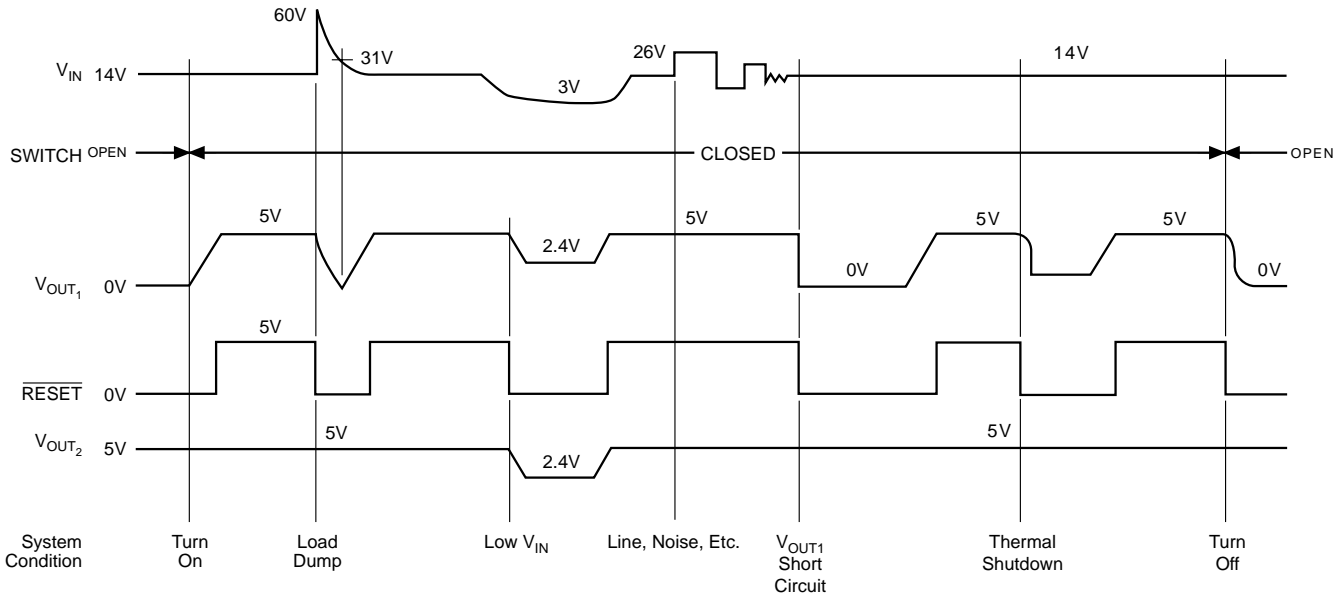 60V
31V
V_IN 14V
3V
26V
14V
SWITCH OPEN
CLOSED
OPEN
5V
2.4V
5V
0V
5V
5V
0V
V_OUT1 0V
5V
RESET 0V
V_OUT2 5V
5V
2.4V
5V
System Condition
Turn On
Load Dump
Low V_IN
Line, Noise, Etc.
V_OUT1 Short Circuit
Thermal Shutdown
Turn Off